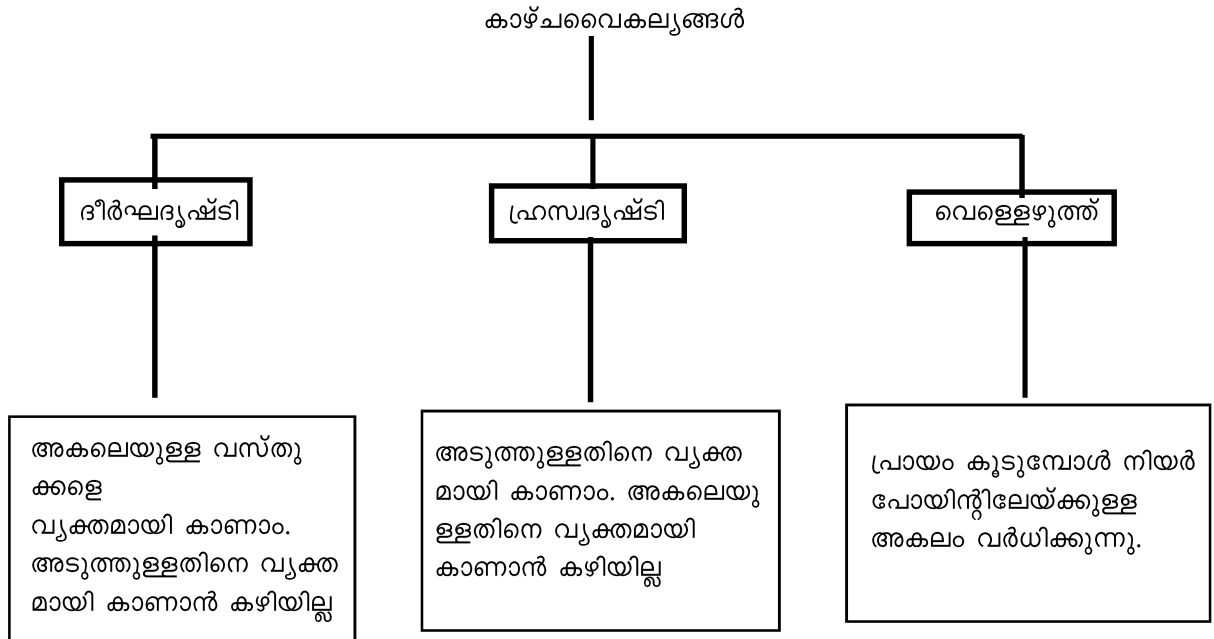 കാഴ്ചവൈകല്യങ്ങൾ
ദീർഘദൃഷ്ടി
ഹ്രസ്വദൃഷ്ടി
വെള്ളെഴുത്ത്
അകലെയുള്ള വസ്തു
ക്കളെ
വ്യക്തമായി കാണാം.
അടുത്തുള്ളതിനെ വ്യക്ത
മായി കാണാൻ കഴിയില്ല
അടുത്തുള്ളതിനെ വ്യക്ത
മായി കാണാം. അകലെയു
ള്ളതിനെ വ്യക്തമായി
കാണാൻ കഴിയില്ല
പ്രായം കൂടുമ്പോൾ നിയർ
പോയിന്റിലേയ്ക്കുള്ള
അകലം വർധിക്കുന്നു.